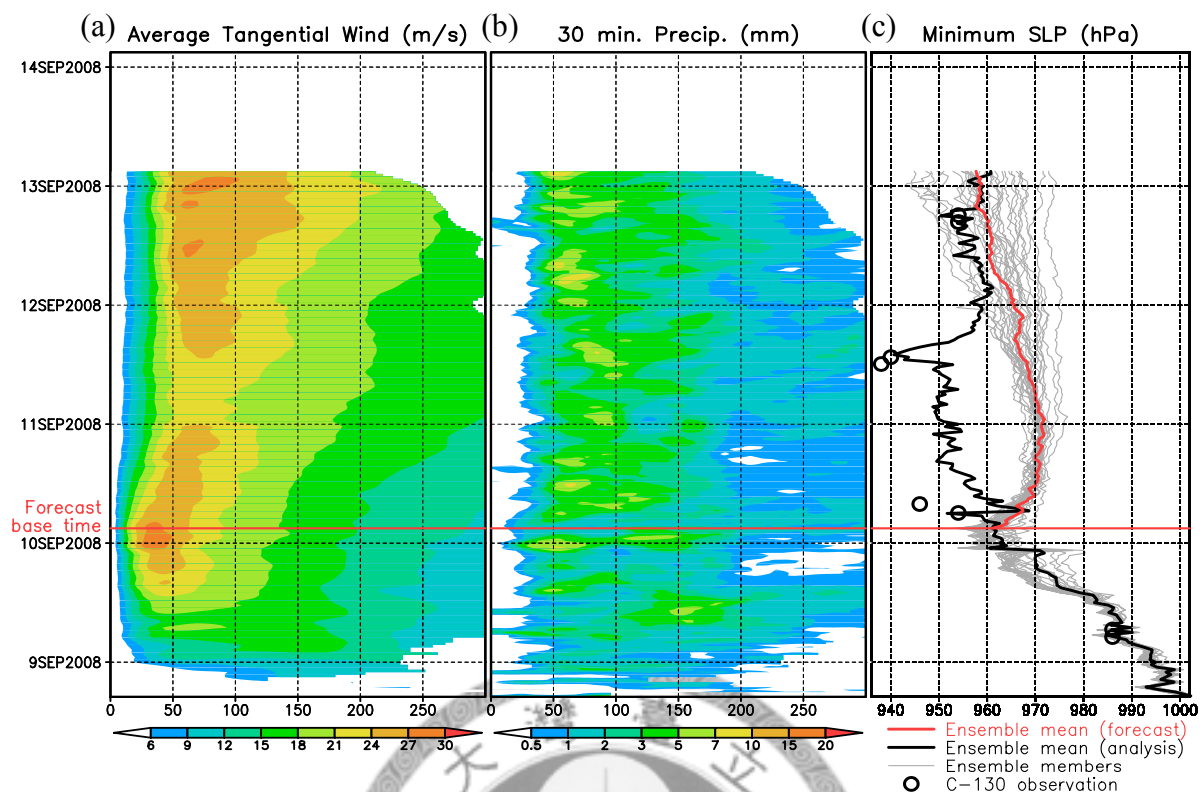 (a) Average Tangential Wind (m/s) (b) 30 min. Precip. (mm) (c) Minimum SLP (hPa)
14SEP2008
13SEP2008
12SEP2008
11SEP2008
Forecast
base time
10SEP2008
9SEP2008
0 50 100 150 200 250 0 50 100 150 200 250 940 950 960 970 980 990 1000
6 9 12 15 18 21 24 27 30 0.5 1 2 3 5 7 10 15 20
Ensemble mean (forecast)
Ensemble mean (analysis)
Ensemble members
C-130 observation
大 立